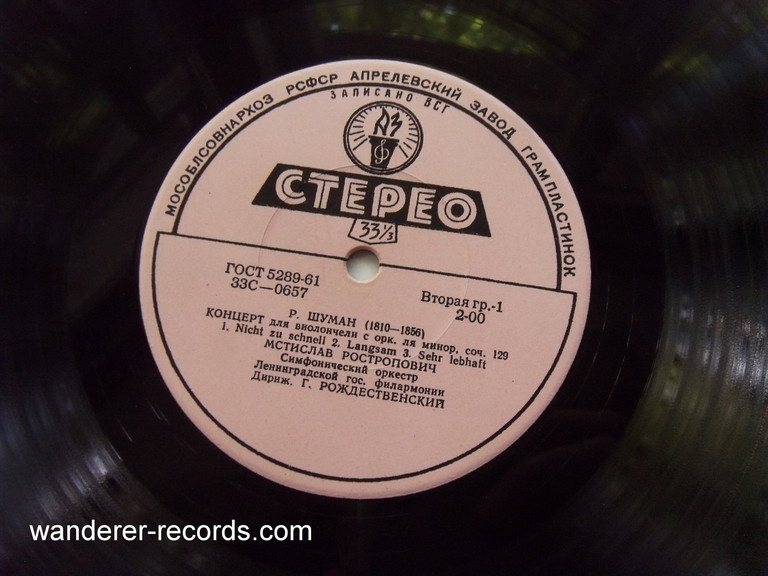 МОСОБЛСОВНАРХОЗ РСФСР АПРЕЛЕВСКИЙ ЗАВОД ГРАМПЛАСТИНОК
ЗАПИСАНО ВСГ
АЗ
СТЕРЕО
33⅓
ГОСТ 5289-61
33С—0657
Вторая гр.-1
2-00
Р. ШУМАН (1810—1856)
КОНЦЕРТ для виолончели с орк. ля минор, соч. 129
1. Nicht zu schnell 2. Langsam 3. Sehr lebhaft
МСТИСЛАВ РОСТРОПОВИЧ
Симфонический оркестр
Ленинградской гос. филармонии
Дириж. Г. РОЖДЕСТВЕНСКИЙ
wanderer-records.com